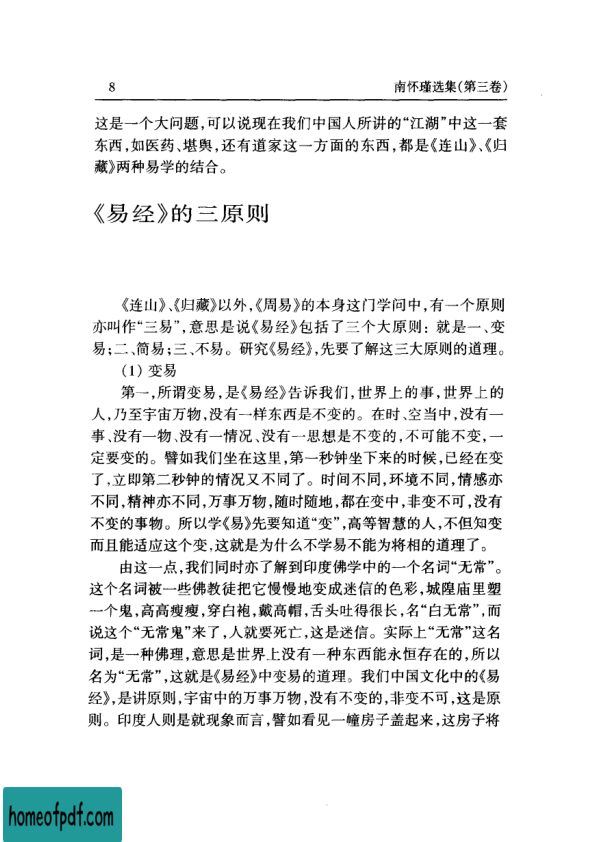 8 南怀瑾选集(第三卷)
这是一个大问题,可以说现在我们中国人所讲的“江湖”中这一套
东西,如医药、堪舆,还有道家这一方面的东西,都是《连山》、《归
藏》两种易学的结合。
《易经》的三原则
《连山》、《归藏》以外,《周易》的本身这门学问中,有一个原则
亦叫作“三易”,意思是说《易经》包括了三个大原则:就是一、变
易;二、简易;三、不易。研究《易经》,先要了解这三大原则的道理。
(1) 变易
第一,所谓变易,是《易经》告诉我们,世界上的事,世界上的
人,乃至宇宙万物,没有一样东西是不变的。在时、空当中,没有一
事、没有一物、没有一情况、没有一思想是不变的,不可能不变,一
定要变的。譬如我们坐在这里,第一秒钟坐下来的时候,已经在变
了,立即第二秒钟的情况又不同了。时间不同,环境不同,情感亦
不同,精神亦不同,万事万物,随时随地,都在变中,非变不可,没有
不变的事物。所以学《易》先要知道“变”,高等智慧的人,不但知变
而且能适应这个变,这就是为什么不学易不能为将相的道理了。
由这一点,我们同时亦了解到印度佛学中的一个名词“无常”。
这个名词被一些佛教徒把它慢慢地变成迷信的色彩,城隍庙里塑
一个鬼,高高瘦瘦,穿白袍,戴高帽,舌头吐得很长,名“白无常”,而
说这个“无常鬼”来了,人就要死亡,这是迷信。实际上“无常”这名
词,是一种佛理,意思是世界上没有一种东西能永恒存在的,所以
名为“无常”,这就是《易经》中变易的道理。我们中国文化中的《易
经》,是讲原则,宇宙中的万事万物,没有不变的,非变不可,这是原
则。印度人则是就现象而言,譬如看见一幢房子盖起来,这房子将
homeofpdf.com